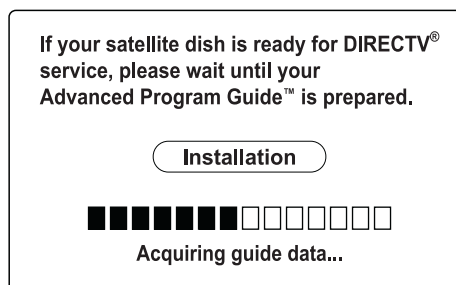 If your satellite dish is ready for DIRECTV®
service, please wait until your
Advanced Program Guide™ is prepared.
Installation
Acquiring guide data...